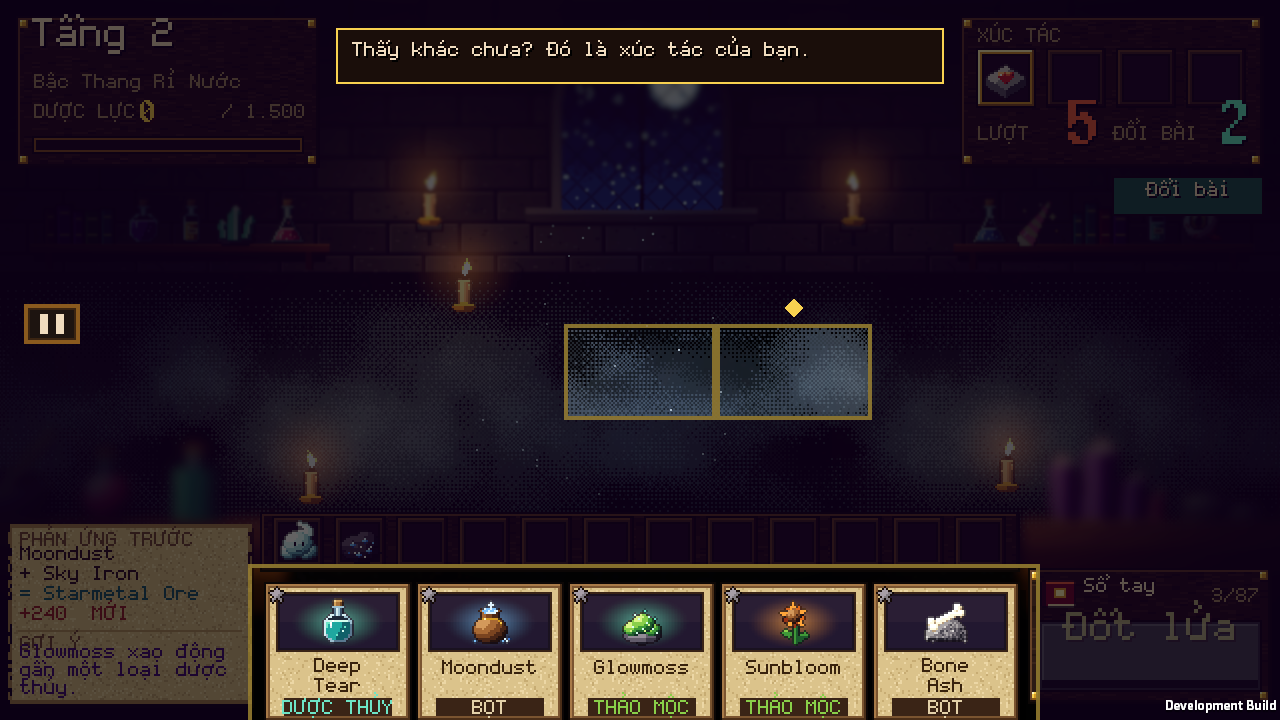 Tầng 2
Bậc Thang Rỉ Nước
DƯỢC LỰC 0 / 1.500
Thấy khác chưa? Đó là xúc tác của bạn.
XÚC TÁC
LƯỢT 5 ĐỔI BÀI 2
Đổi bài
PHẢN ỨNG TRƯỚC
Moondust
+ Sky Iron
= Starmetal Ore
+240 MỚI
GỢI Ý
Glowmoss xao động
gần một loại dược
thủy.
Deep
Tear
DƯỢC THỦY
Moondust
BỘT
Glowmoss
THẢO MỘC
Sunbloom
THẢO MỘC
Bone
Ash
BỘT
Sổ tay
3/87
Đốt lửa
Development Build